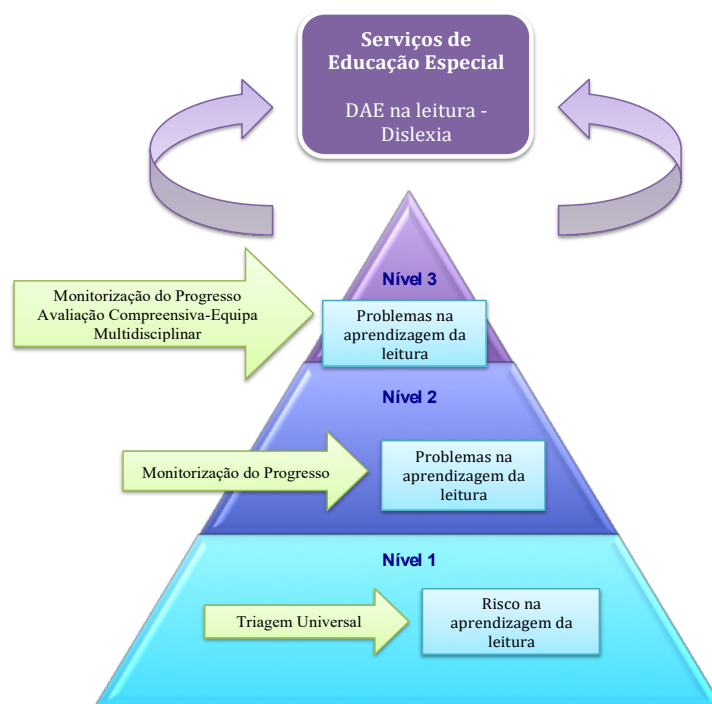 Serviços de
Educação Especial
DAE na leitura -
Dislexia
Nível 3
Monitorização do Progresso
Avaliação Compreensiva-Equipa
Multidisciplinar
Problemas na
aprendizagem da
leitura
Nível 2
Monitorização do Progresso
Problemas na
aprendizagem da
leitura
Nível 1
Triagem Universal
Risco na
aprendizagem da
leitura